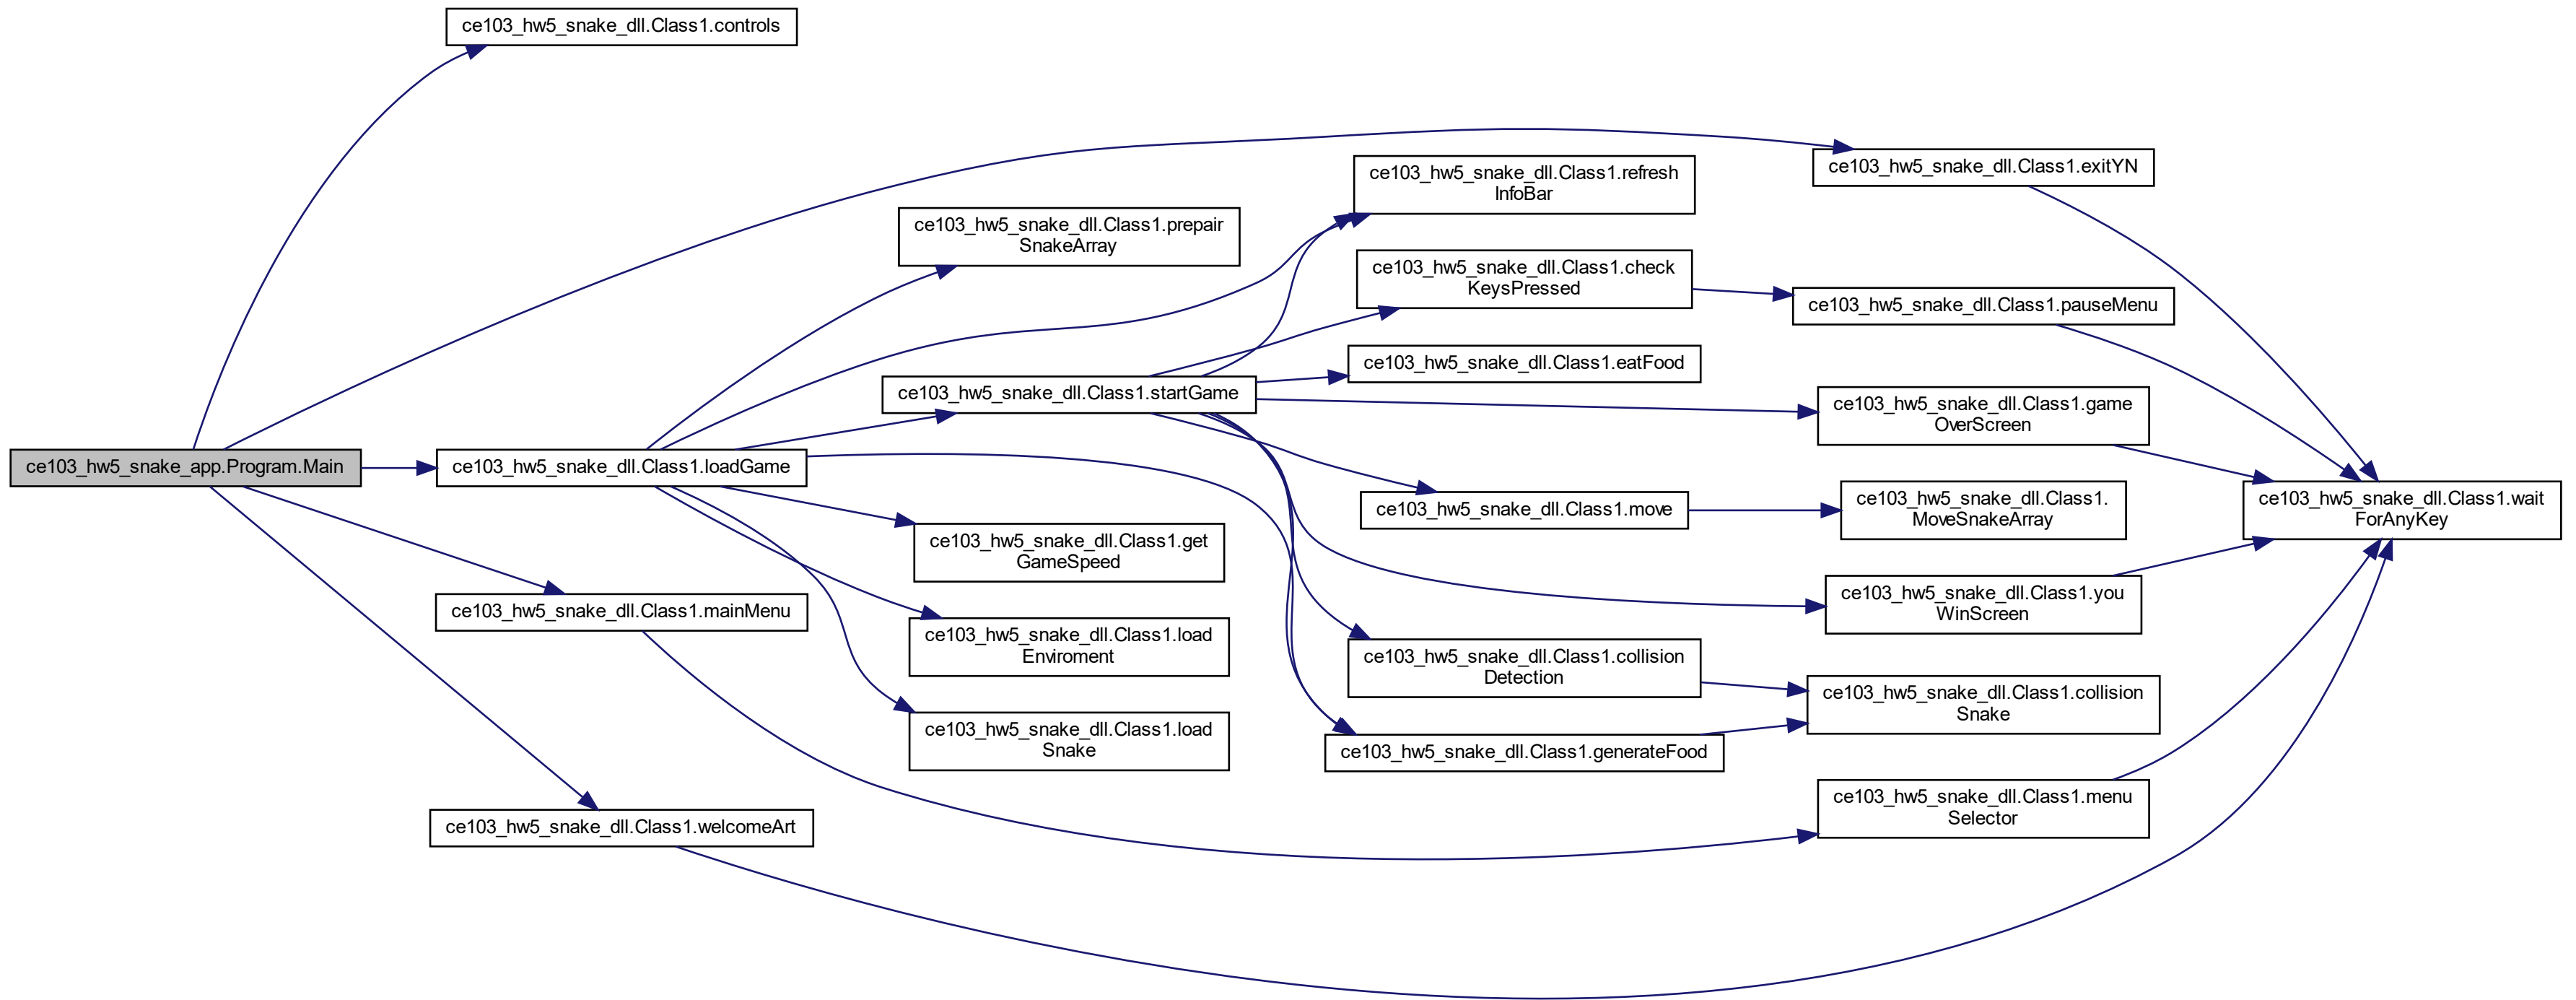 ce103_hw5_snake_dll.Class1.controls
ce103_hw5_snake_dll.Class1.exitYN
ce103_hw5_snake_dll.Class1.refresh
InfoBar
ce103_hw5_snake_dll.Class1.prepair
SnakeArray
ce103_hw5_snake_dll.Class1.check
KeysPressed
ce103_hw5_snake_dll.Class1.pauseMenu
ce103_hw5_snake_dll.Class1.eatFood
ce103_hw5_snake_dll.Class1.startGame
ce103_hw5_snake_dll.Class1.game
OverScreen
ce103_hw5_snake_app.Program.Main
ce103_hw5_snake_dll.Class1.loadGame
ce103_hw5_snake_dll.Class1.move
ce103_hw5_snake_dll.Class1.
MoveSnakeArray
ce103_hw5_snake_dll.Class1.wait
ForAnyKey
ce103_hw5_snake_dll.Class1.get
GameSpeed
ce103_hw5_snake_dll.Class1.mainMenu
ce103_hw5_snake_dll.Class1.you
WinScreen
ce103_hw5_snake_dll.Class1.load
Enviroment
ce103_hw5_snake_dll.Class1.collision
Detection
ce103_hw5_snake_dll.Class1.collision
Snake
ce103_hw5_snake_dll.Class1.load
Snake
ce103_hw5_snake_dll.Class1.generateFood
ce103_hw5_snake_dll.Class1.menu
Selector
ce103_hw5_snake_dll.Class1.welcomeArt